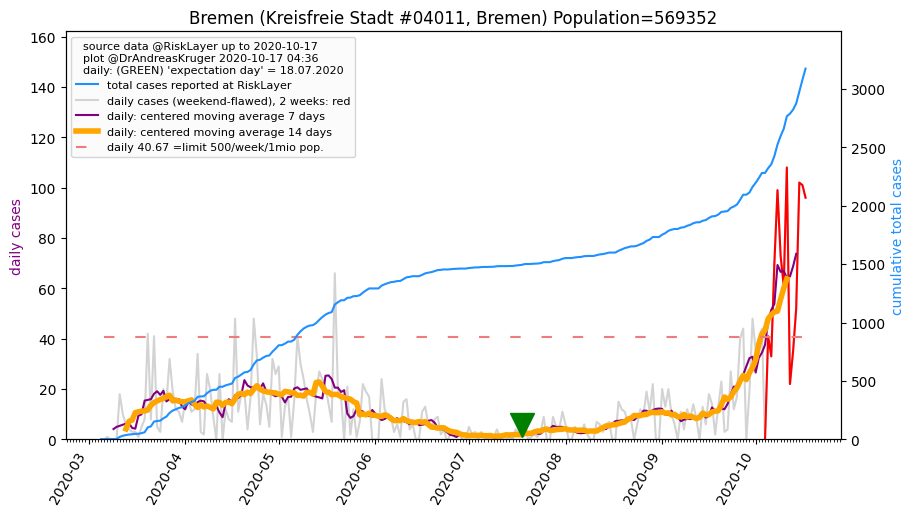 Bremen (Kreisfreie Stadt #04011, Bremen) Population=569352
source data @RiskLayer up to 2020-10-17
plot @DrAndreasKruger 2020-10-17 04:36
daily: (GREEN) 'expectation day' = 18.07.2020
total cases reported at RiskLayer
daily cases (weekend-flawed), 2 weeks: red
daily: centered moving average 7 days
daily: centered moving average 14 days
daily 40.67 =limit 500/week/1mio pop.
daily cases
160
140
120
100
80
60
40
20
0
cumulative total cases
3000
2500
2000
1500
1000
500
0
2020-03
2020-04
2020-05
2020-06
2020-07
2020-08
2020-09
2020-10